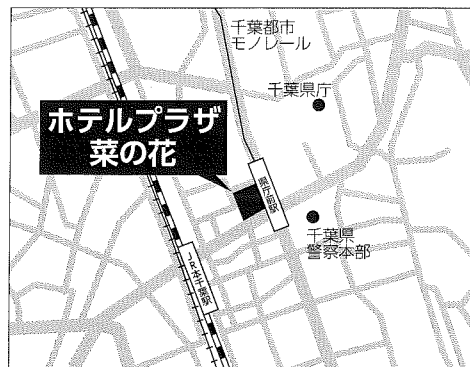 千葉都市
モノレール
千葉県庁
ホテルプラザ
菜の花
県庁前駅
千葉県
警察本部
JR本千葉駅